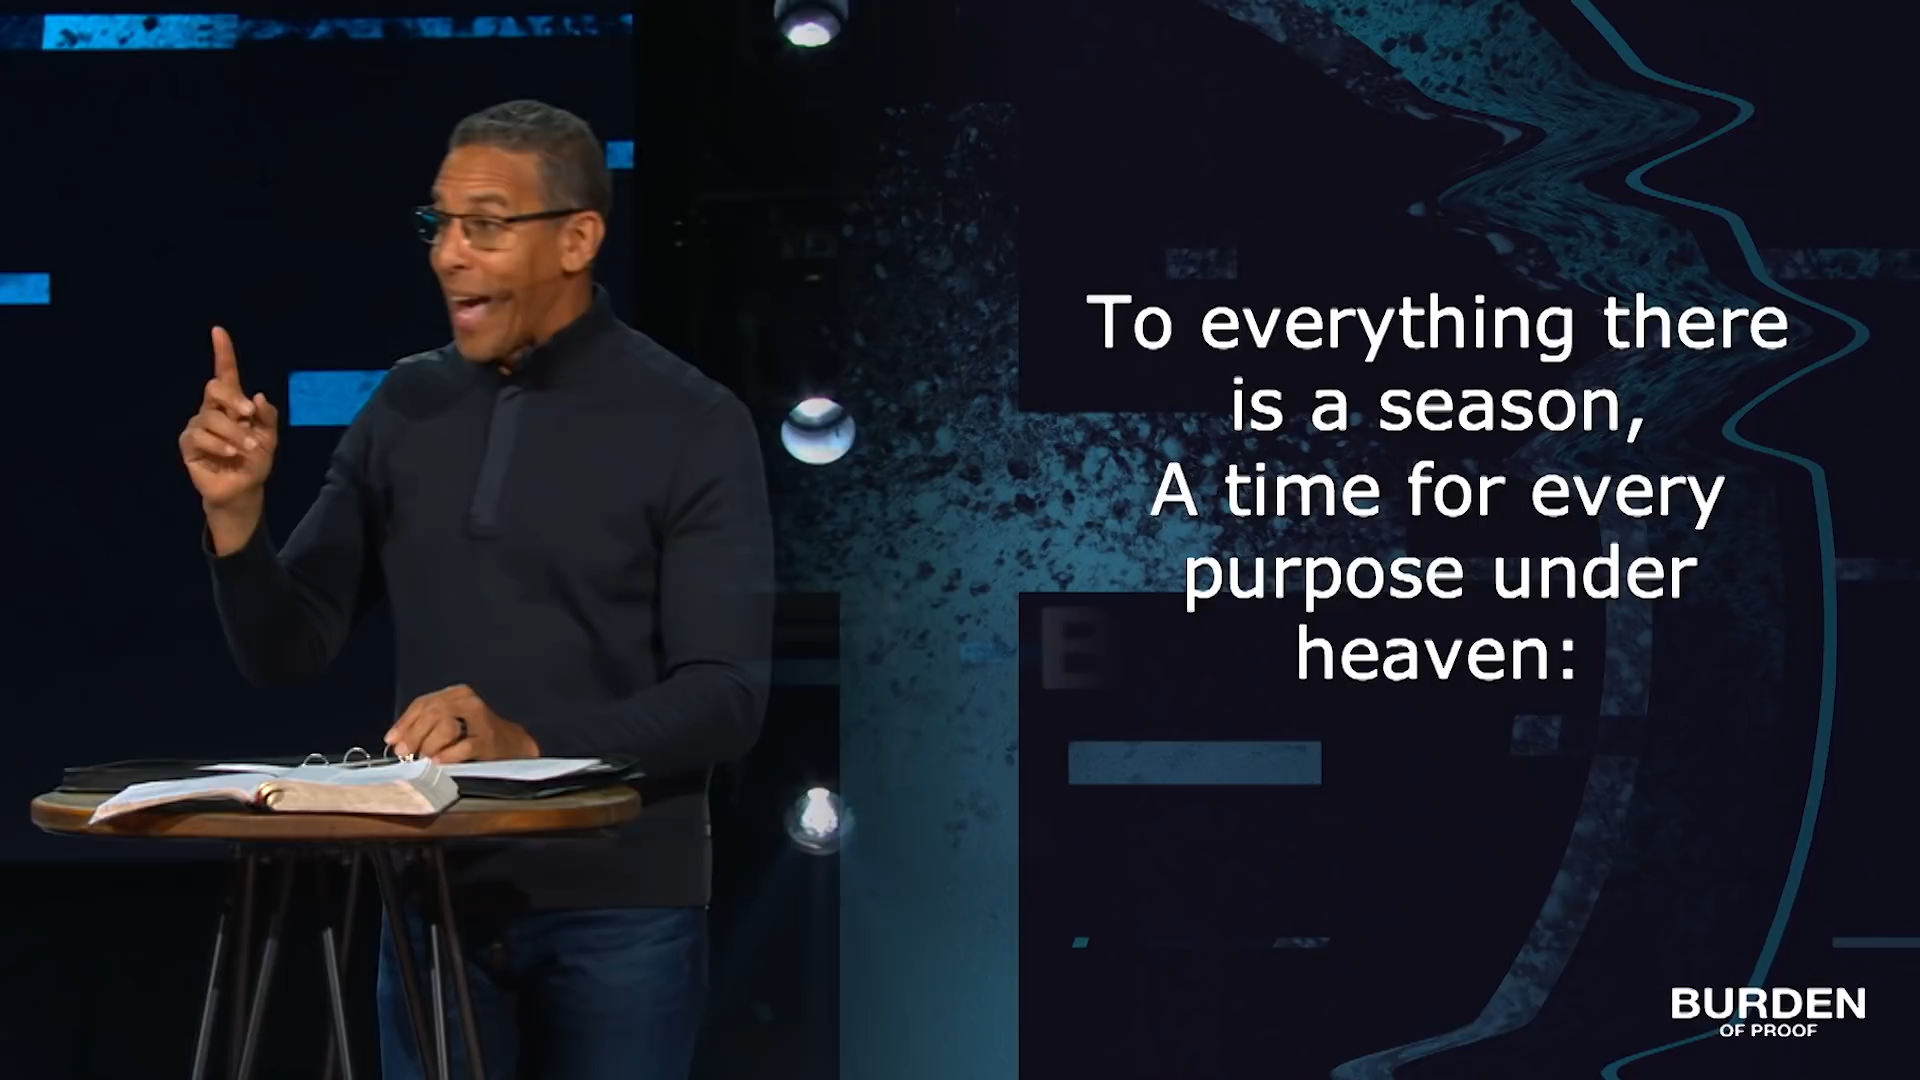 To everything there
is a season,
A time for every
purpose under
heaven:
B
BURDEN
OF PROOF